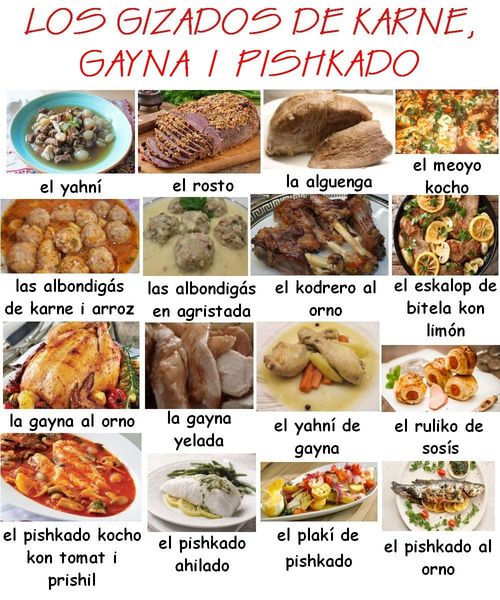 LOS GIZADOS DE KARNE,
GAYNA I PISHKADO
el yahní
el rosto
la alguenga
el meoyo
kocho
las albondigás
de karne i arroz
las albondigás
en agristada
el kodrero al
orno
el eskalop de
bitela kon
limón
la gayna al orno
la gayna
yelada
el yahní de
gayna
el ruliko de
sosís
el pishkado kocho
kon tomat i
prishil
el pishkado
ahilado
el plakí de
pishkado
el pishkado al
orno